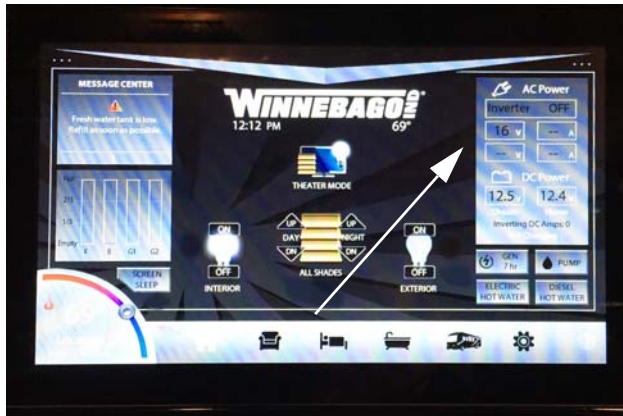 MESSAGE CENTER
Fresh water tank is low.
Refill as soon as possible.
Full
2/3
1/3
Empty
B G1 G2
SCREEN
SLEEP
WINNEBAGO IND
12:12 PM 69°
THEATER MODE
ON
OFF
INTERIOR
UP UP
DAY NIGHT
DN DN
ALL SHADES
ON
OFF
EXTERIOR
AC Power
Inverter OFF
16 V -- A
-- V -- A
DC Power
12.5 V 12.4 V
Inverting DC Amps: 0
GEN
7 hr
PUMP
ELECTRIC
HOT WATER
DIESEL
HOT WATER